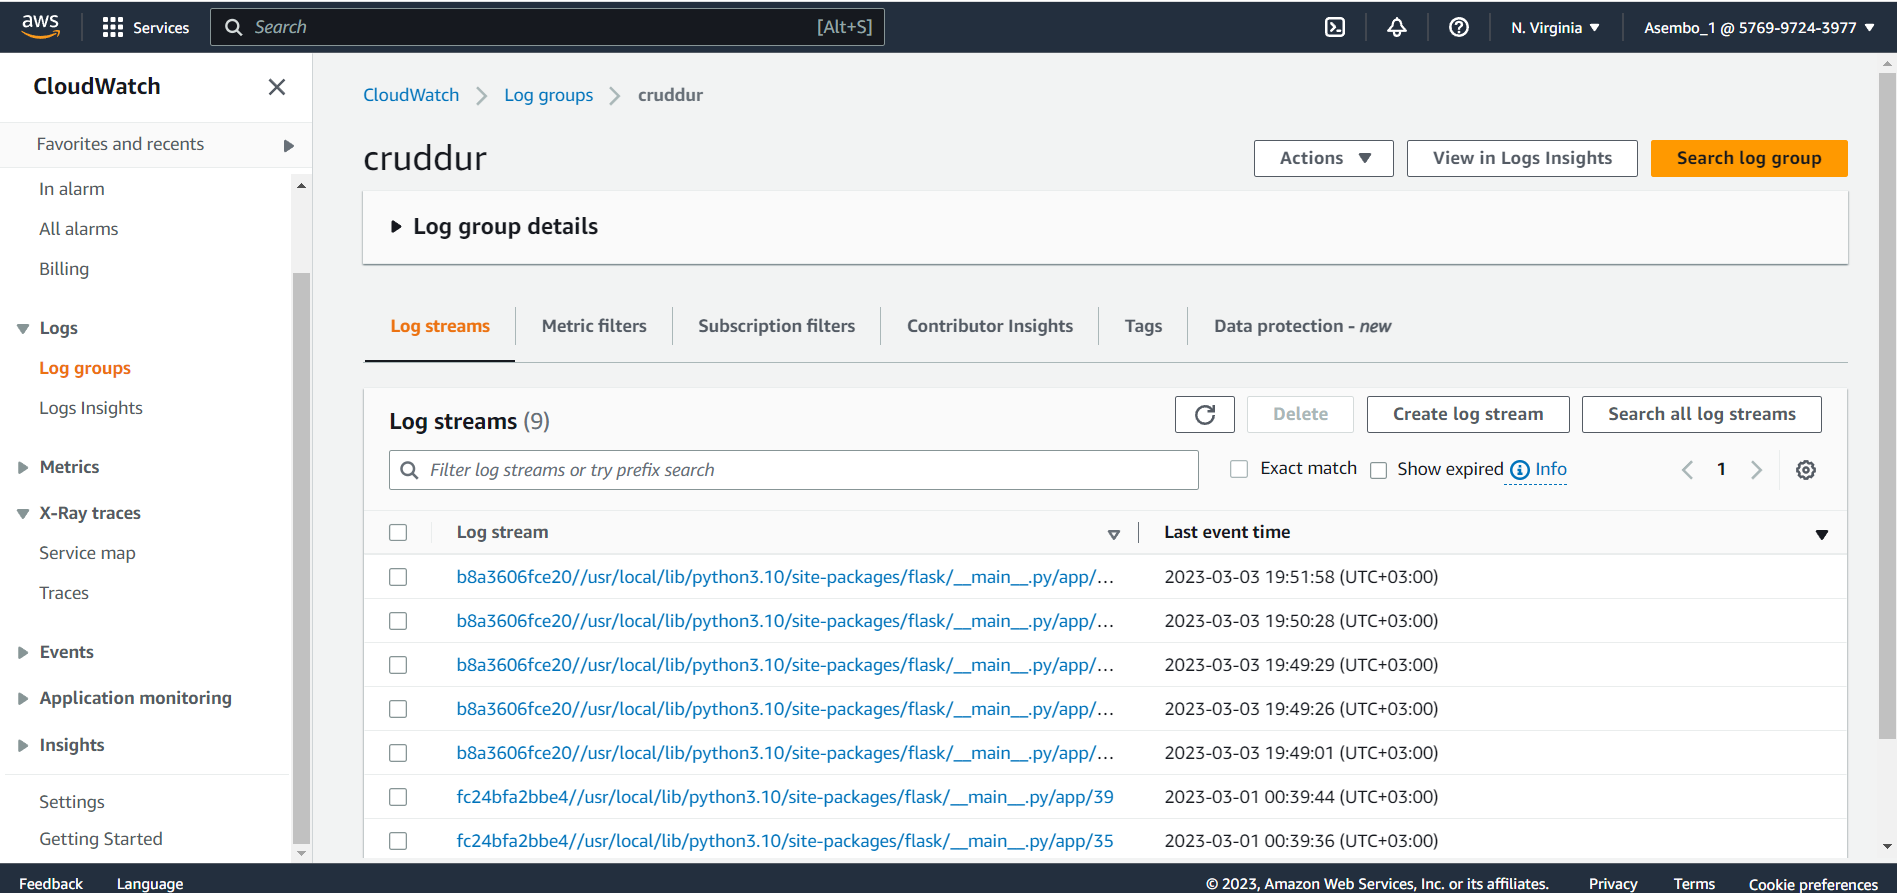 aws
Services
Search
[Alt+S]
N. Virginia
Asembo_1 @ 5769-9724-3977
CloudWatch
Favorites and recents
In alarm
All alarms
Billing
Logs
Log groups
Logs Insights
Metrics
X-Ray traces
Service map
Traces
Events
Application monitoring
Insights
Settings
Getting Started
CloudWatch
Log groups
cruddur
cruddur
Actions
View in Logs Insights
Search log group
Log group details
Log streams
Metric filters
Subscription filters
Contributor Insights
Tags
Data protection - new
Log streams (9)
Delete
Create log stream
Search all log streams
Filter log streams or try prefix search
Exact match
Show expired
Info
1
Log stream
Last event time
b8a3606fce20//usr/local/lib/python3.10/site-packages/flask/__main__.py/app/... 2023-03-03 19:51:58 (UTC+03:00)
b8a3606fce20//usr/local/lib/python3.10/site-packages/flask/__main__.py/app/... 2023-03-03 19:50:28 (UTC+03:00)
b8a3606fce20//usr/local/lib/python3.10/site-packages/flask/__main__.py/app/... 2023-03-03 19:49:29 (UTC+03:00)
b8a3606fce20//usr/local/lib/python3.10/site-packages/flask/__main__.py/app/... 2023-03-03 19:49:26 (UTC+03:00)
b8a3606fce20//usr/local/lib/python3.10/site-packages/flask/__main__.py/app/... 2023-03-03 19:49:01 (UTC+03:00)
fc24bfa2bbe4//usr/local/lib/python3.10/site-packages/flask/__main__.py/app/39 2023-03-01 00:39:44 (UTC+03:00)
fc24bfa2bbe4//usr/local/lib/python3.10/site-packages/flask/__main__.py/app/35 2023-03-01 00:39:36 (UTC+03:00)
Feedback
Language
© 2023, Amazon Web Services, Inc. or its affiliates.
Privacy
Terms
Cookie preferences